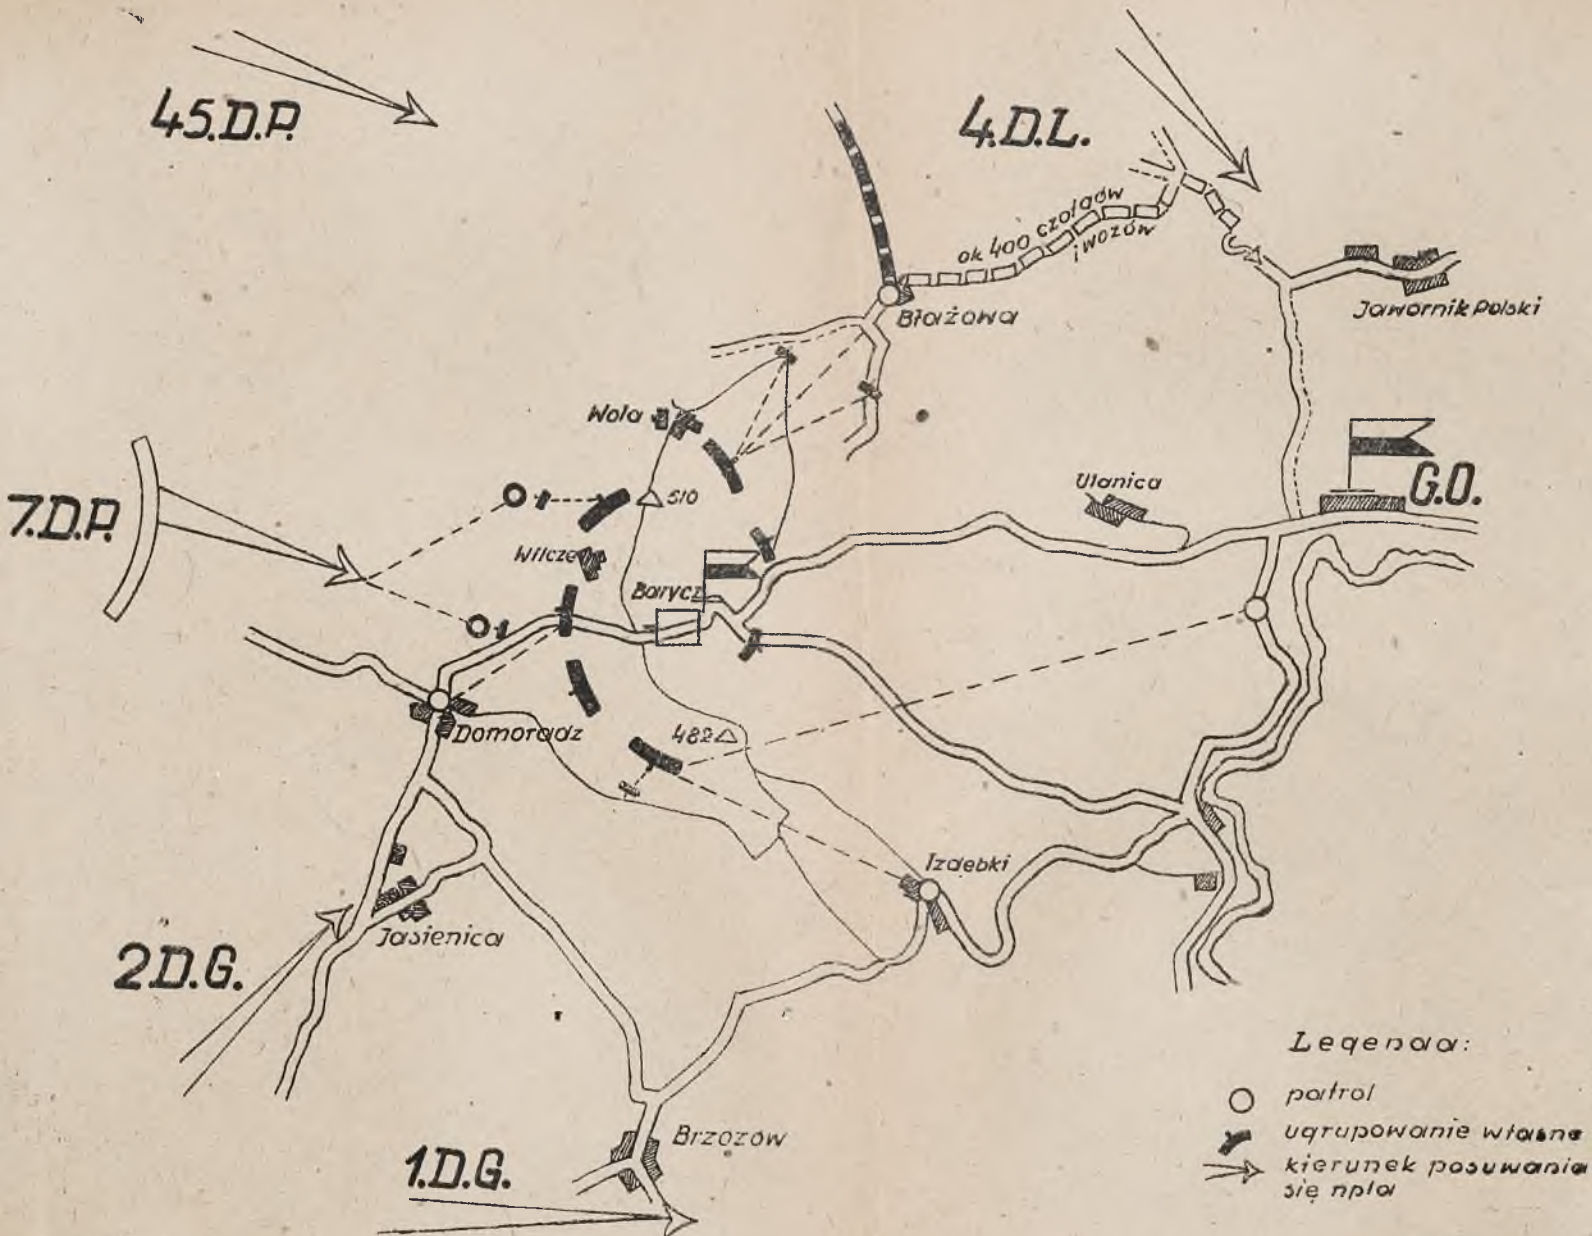 45.D.P.
4.D.L.
ok 400 czołgów
i wozów
Błażowa
Jawornik Polski
Wola
7.D.P.
510
Ulanica
G.O.
Wilcze
Barycz
Domoradz
482
Izdebki
Jasienica
2D.G.
Brzozów
1.D.G.
Legenda:
patrol
ugrupowanie własne
kierunek posuwania
się npla